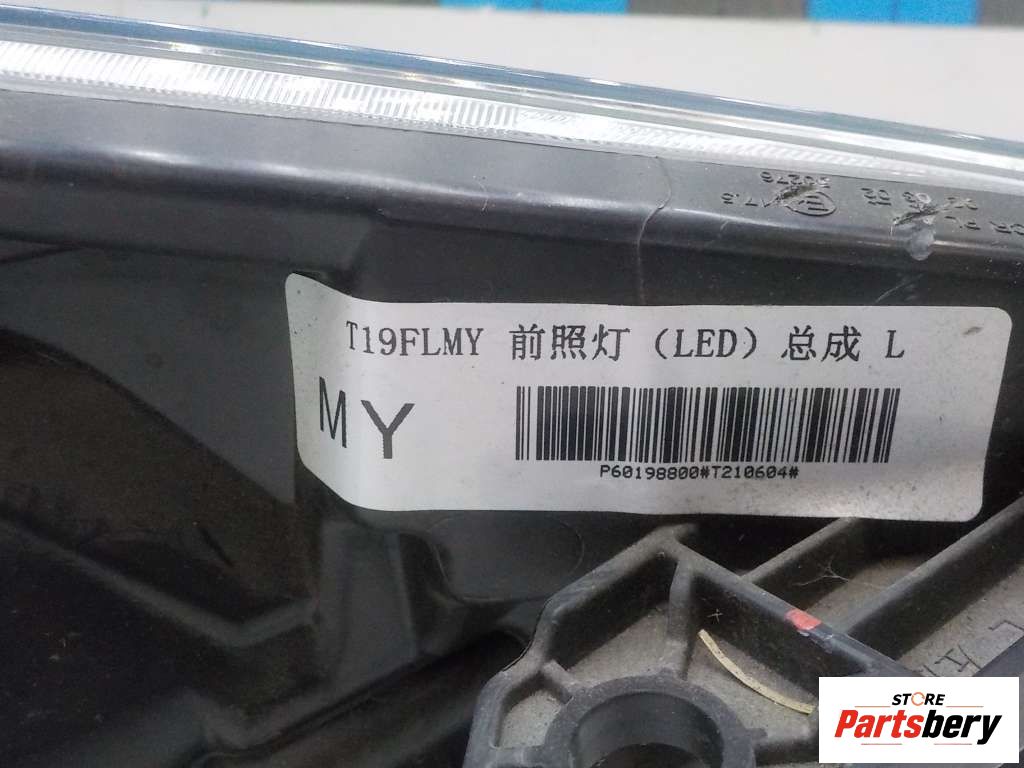 T19FLMY 前照灯（LED）总成 L
MY
P60198800#T210604#
STORE
Partsbery